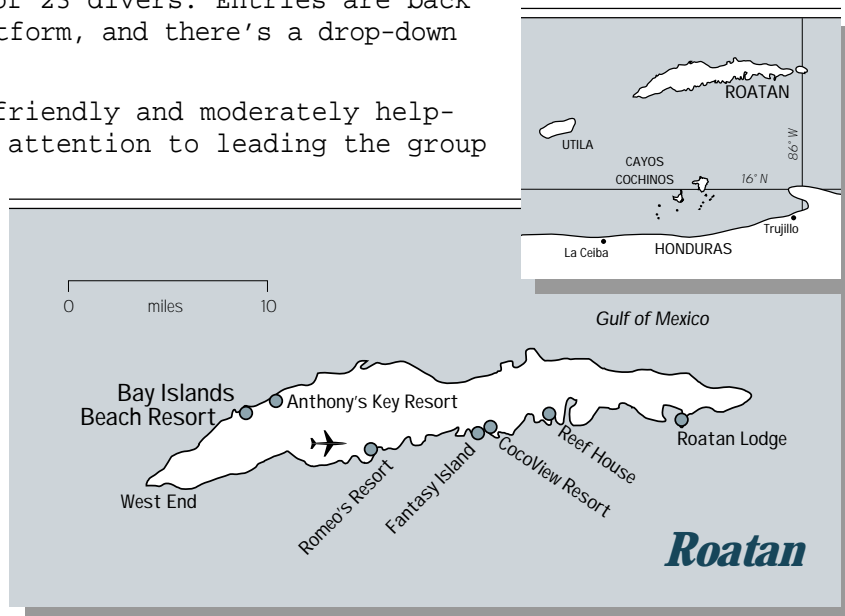 of 23 divers. Entries are back
tform, and there's a drop-down
friendly and moderately help-
attention to leading the group
ROATAN
UTILA
86° W
CAYOS
COCHINOS
16° N
Trujillo
La Ceiba
HONDURAS
0 miles 10
Gulf of Mexico
Bay Islands
Beach Resort
Anthony's Key Resort
Roatan Lodge
Reef House
CocoView Resort
Fantasy Island
Romeo's Resort
West End
Roatan